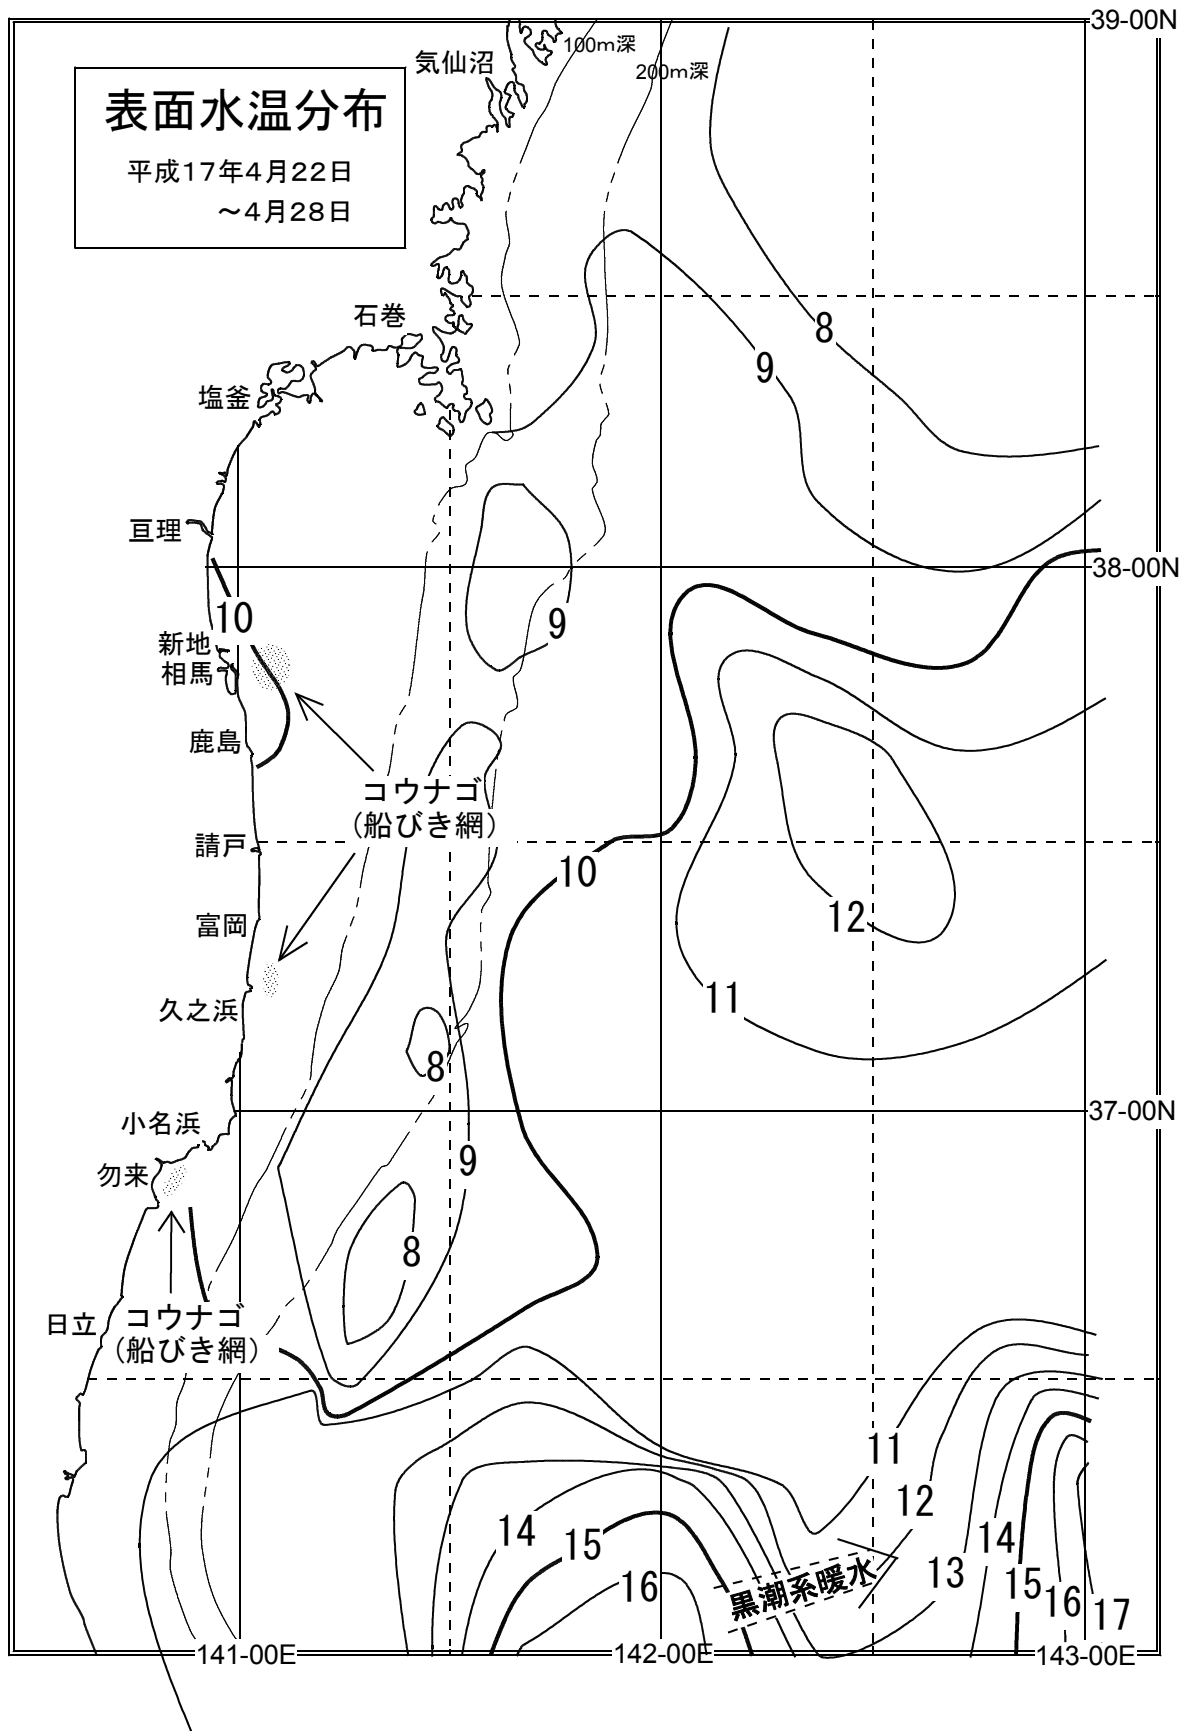 39-00N
気仙沼
100m深
200m深
表面水温分布
平成17年4月22日
～4月28日
石巻
8
9
塩釜
亘理
38-00N
10
9
新地
相馬
鹿島
コウナゴ
(船びき網)
請戸
10
12
富岡
11
久之浜
8
37-00N
小名浜
9
勿来
8
コウナゴ
(船びき網)
日立
11
12
14
15
14
13
15
16
16
17
黒潮系暖水
141-00E
142-00E
143-00E